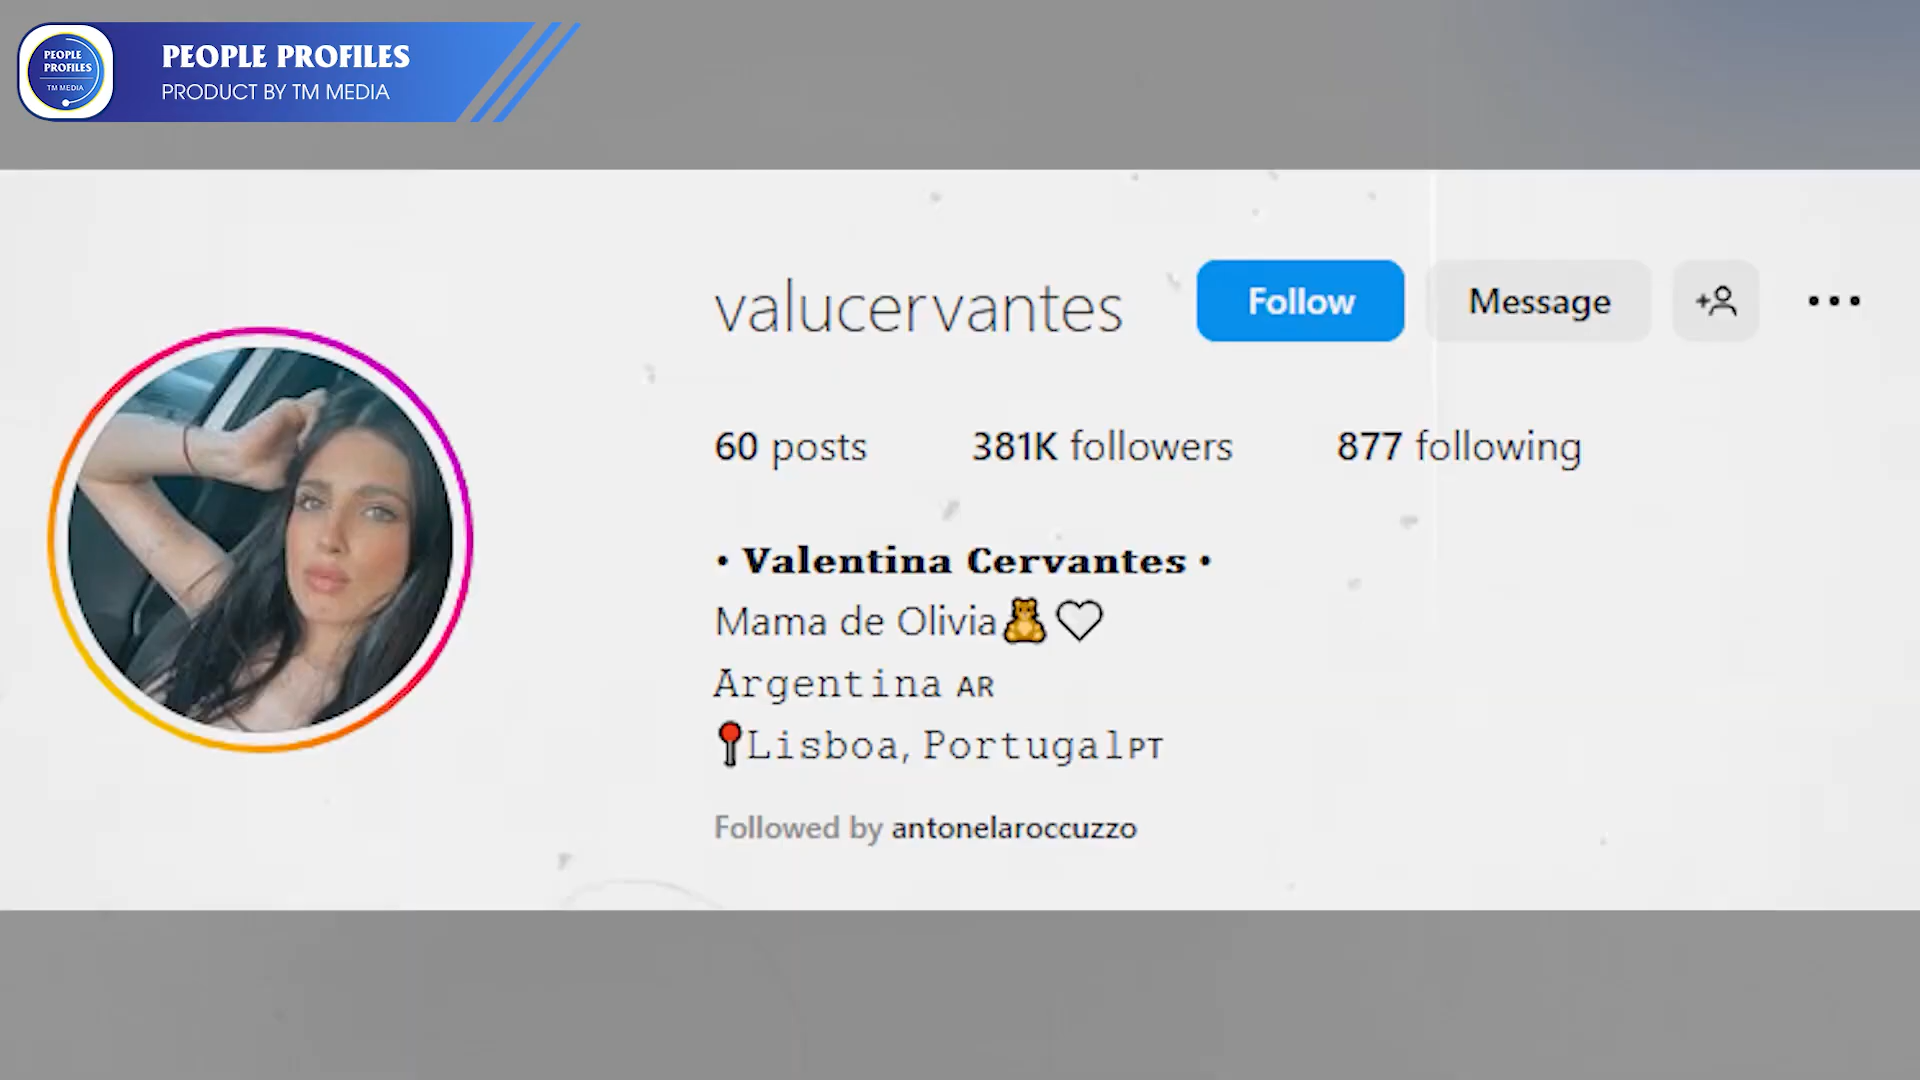 PEOPLE
PROFILES
TM MEDIA
PEOPLE PROFILES
PRODUCT BY TM MEDIA
valucervantes
Follow
Message
60 posts
381K followers
877 following
• Valentina Cervantes •
Mama de Olivia🧸🤍
Argentina AR
📍Lisboa, Portugal PT
Followed by antonelaroccuzzo